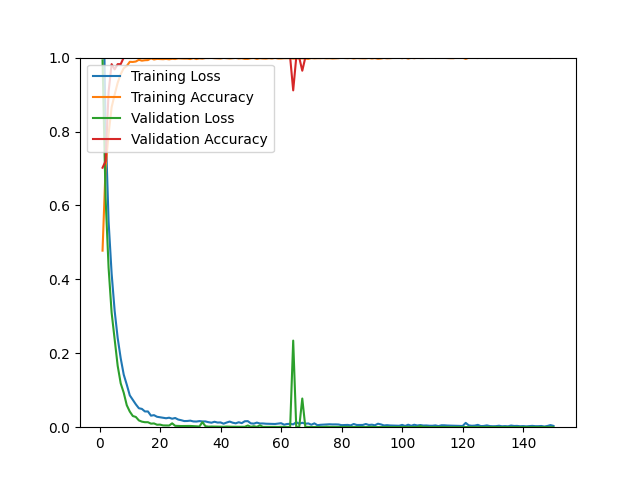 1.0
0.8
0.6
0.4
0.2
0.0
Training Loss
Training Accuracy
Validation Loss
Validation Accuracy
0 20 40 60 80 100 120 140